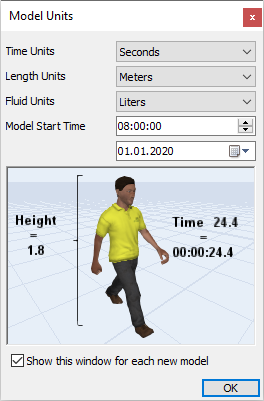 Model Units
Time Units Seconds
Length Units Meters
Fluid Units Liters
Model Start Time 08:00:00
01.01.2020
Height
=
1.8
Time 24.4
=
00:00:24.4
Show this window for each new model
OK